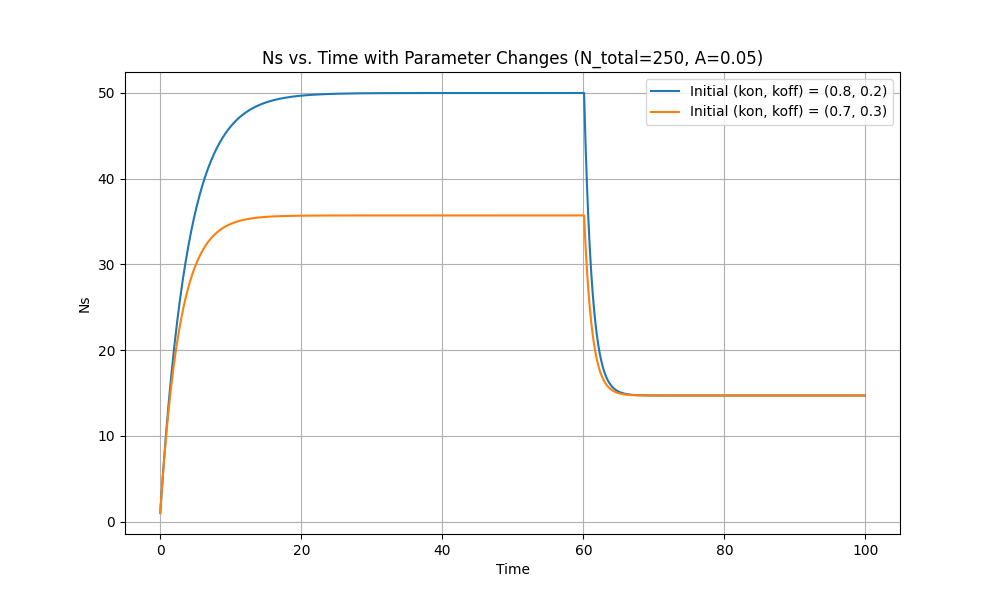 Ns vs. Time with Parameter Changes (N_total=250, A=0.05)
Initial (kon, koff) = (0.8, 0.2)
Initial (kon, koff) = (0.7, 0.3)
50
40
30
20
10
0
Ns
0 20 40 60 80 100
Time